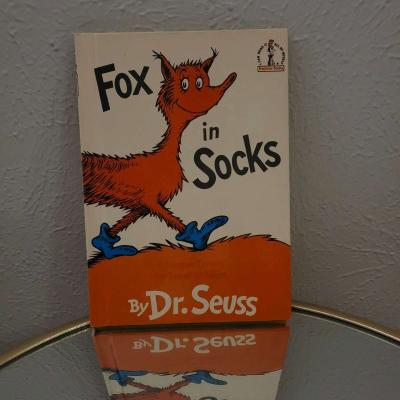 Fox
in
Socks
By Dr. Seuss